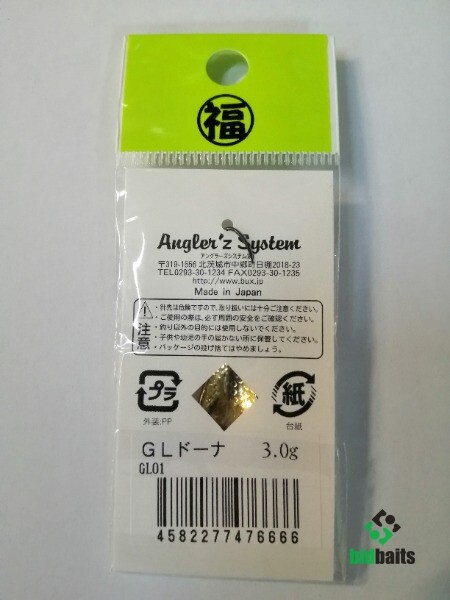 福
Angler'z System
アングラーズシステム㈲
〒319-1556 北茨城市中郷町日棚2018-23
TEL0293-30-1234 FAX0293-30-1235
http://www.bux.jp/
Made in Japan
注意
・針先は危険ですので、取り扱いには十分ご注意ください。
・ご使用の際は、必ず周囲の安全をご確認ください。
・釣り以外の目的には使用しないでください。
・子供や幼児の手の届かない所に保管してください。
・パッケージの投げ捨てはやめましょう。
プラ
外装:PP
紙
台紙
GLドーナ 3.0g
GL01
4582277476666
bidbaits